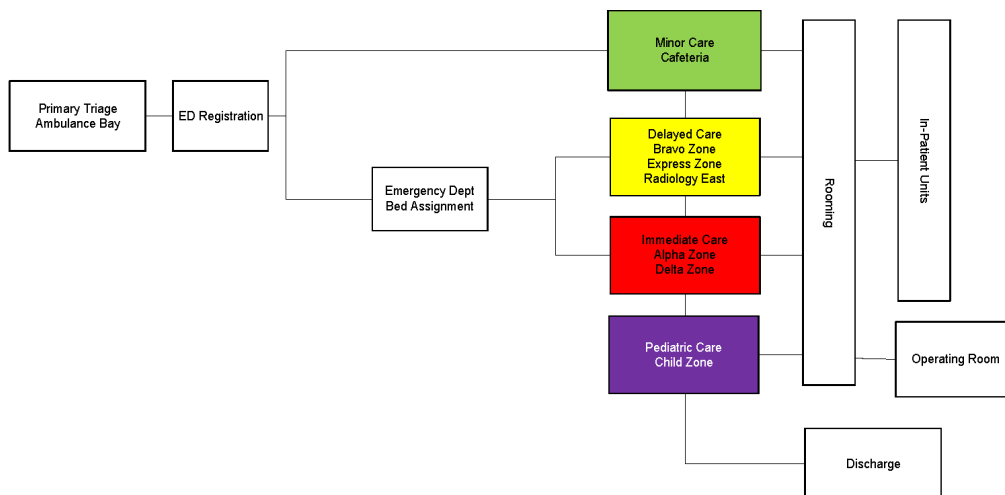 Primary Triage
Ambulance Bay
ED Registration
Emergency Dept
Bed Assignment
Minor Care
Cafeteria
Delayed Care
Bravo Zone
Express Zone
Radiology East
Immediate Care
Alpha Zone
Delta Zone
Pediatric Care
Child Zone
Rooming
In-Patient Units
Operating Room
Discharge